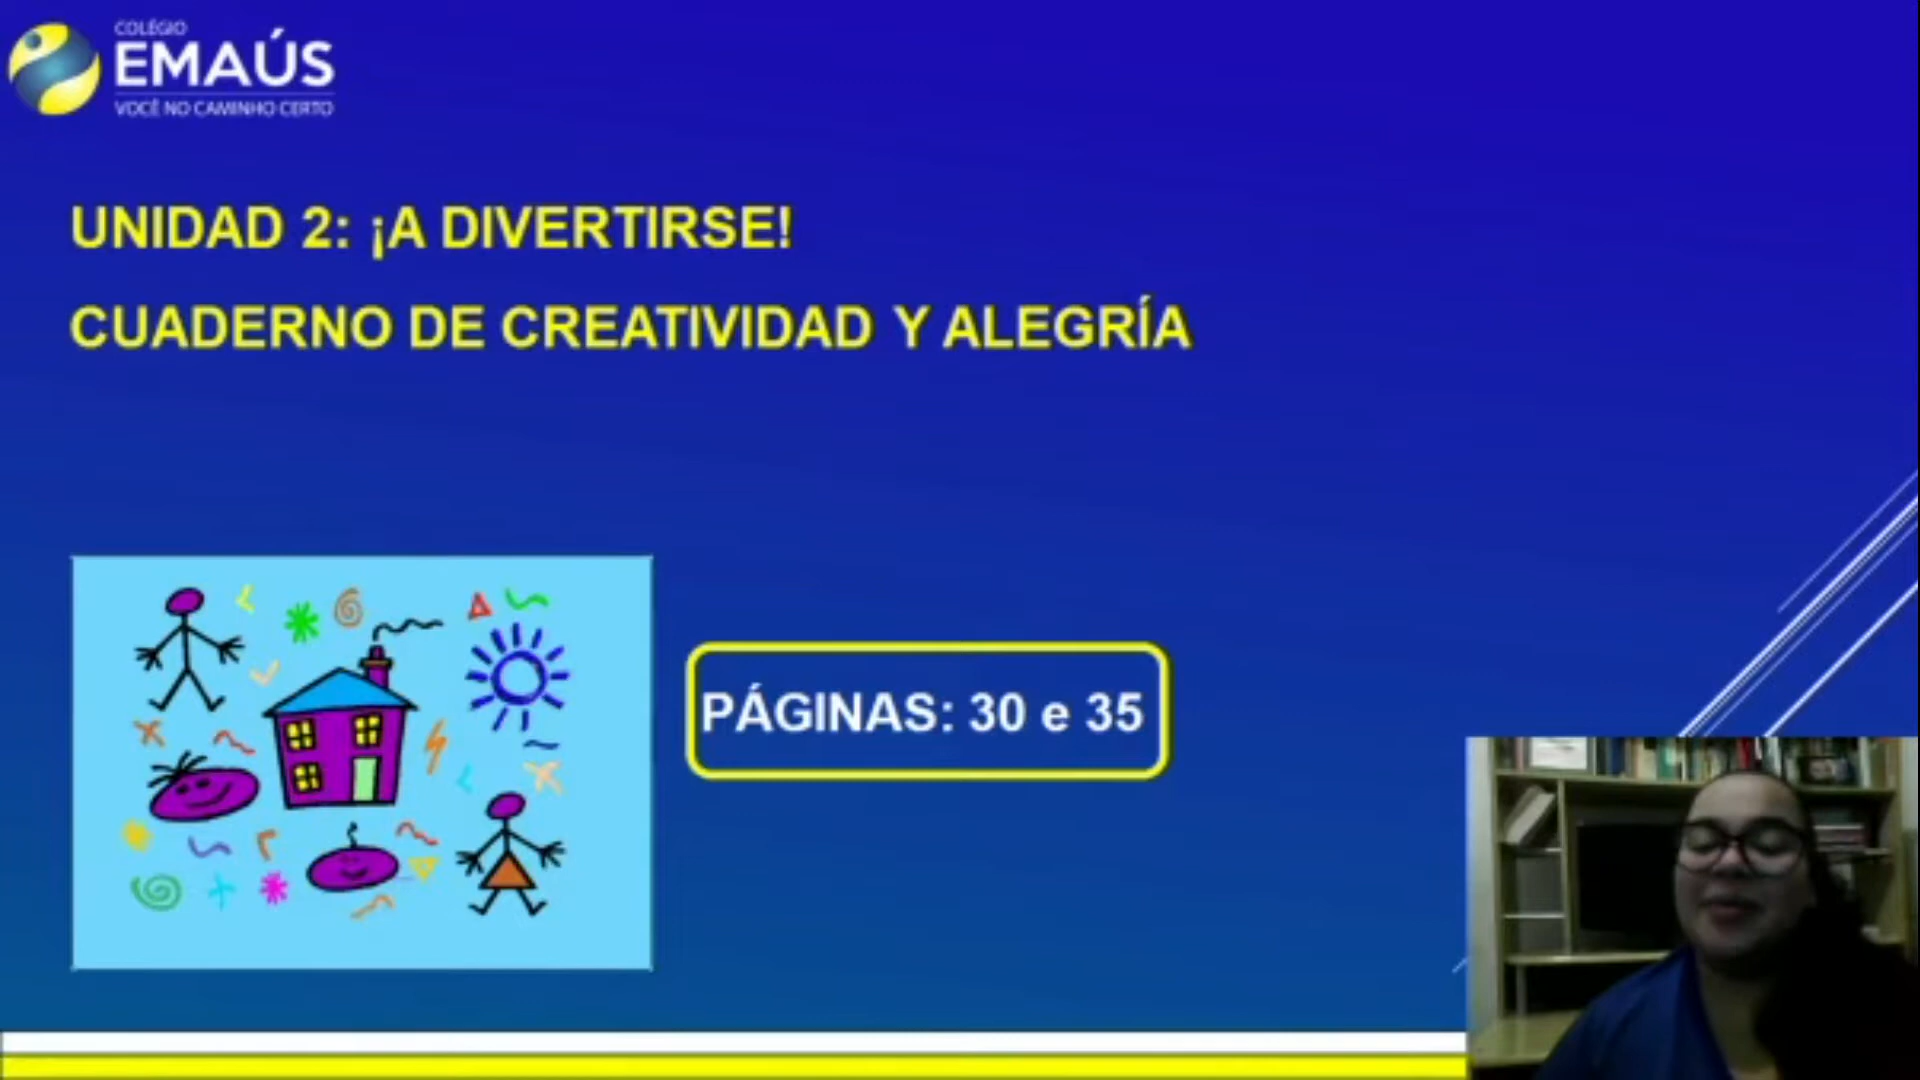 COLÉGIO
EMAÚS
VOCÊ NO CAMINHO CERTO
UNIDAD 2: ¡A DIVERTIRSE!
CUADERNO DE CREATIVIDAD Y ALEGRÍA
PÁGINAS: 30 e 35